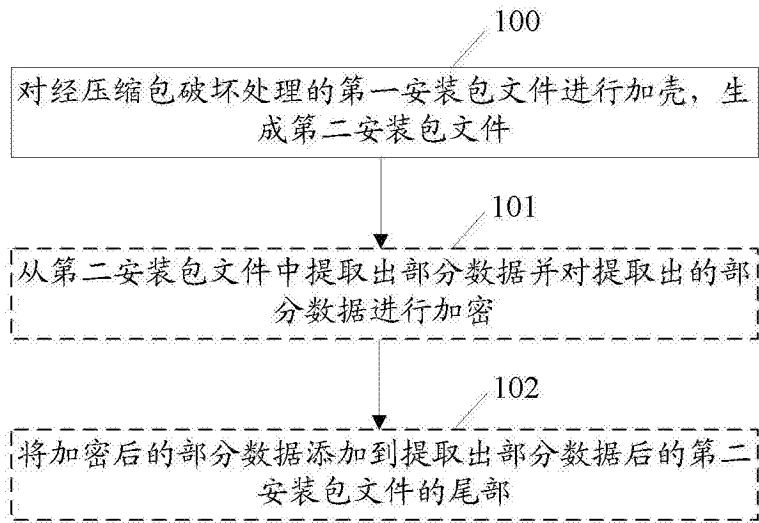 100
对经压缩包破坏处理的第一安装包文件进行加壳，生
成第二安装包文件
101
从第二安装包文件中提取出部分数据并对提取出的部
分数据进行加密
102
将加密后的部分数据添加到提取出部分数据后的第二
安装包文件的尾部